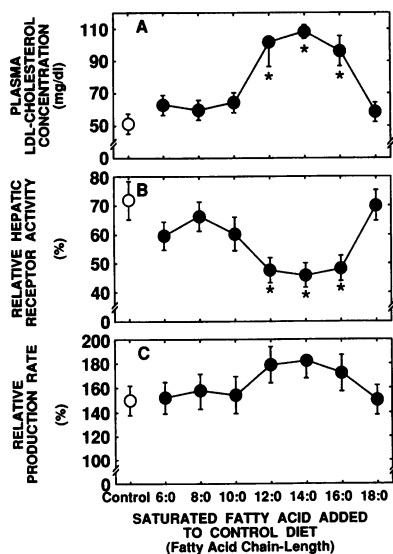 A
PLASMA
LDL-CHOLESTEROL
CONCENTRATION
(mg/dl)
110
90
70
50
0
*
*
*
B
RELATIVE HEPATIC
RECEPTOR ACTIVITY
(%)
80
70
60
50
40
0
*
*
*
C
RELATIVE
PRODUCTION RATE
(%)
200
180
160
140
120
100
0
Control 6:0 8:0 10:0 12:0 14:0 16:0 18:0
SATURATED FATTY ACID ADDED
TO CONTROL DIET
(Fatty Acid Chain-Length)